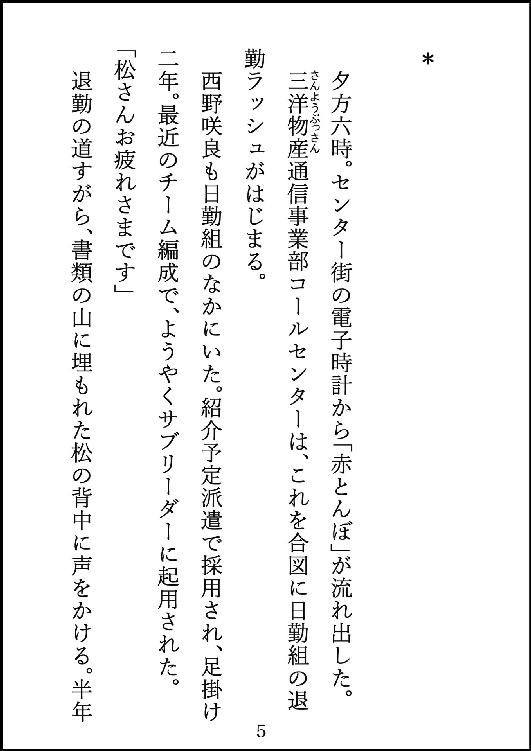 *
夕方六時。センター街の電子時計から「赤とんぼ」が流れ出した。
さんようぶっさん
三洋物産通信事業部コールセンターは、これを合図に日勤組の退
勤ラッシュがはじまる。
西野咲良も日勤組のなかにいた。紹介予定派遣で採用され、足掛け
二年。最近のチーム編成で、ようやくサブリーダーに起用された。
「松さんお疲れさまです」
退勤の道すがら、書類の山に埋もれた松の背中に声をかける。半年
5